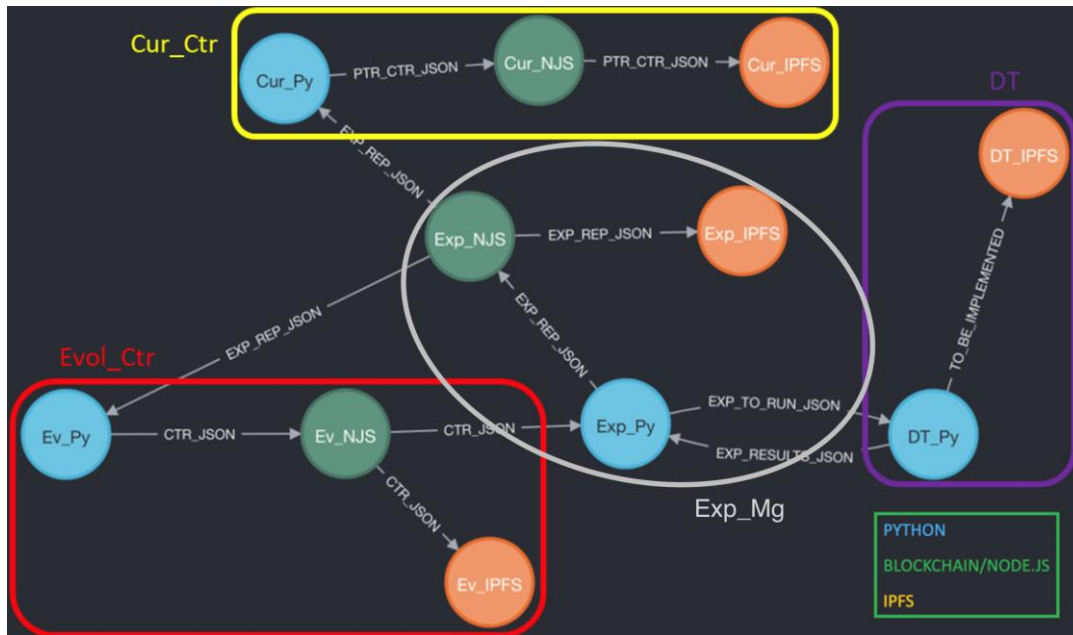 Cur_Ctr
Cur_Py
PTR_CTR_JSON
Cur_NJS
PTR_CTR_JSON
Cur_IPFS
DT
EXP_REP_JSON
DT_IPFS
Exp_NJS
EXP_REP_JSON
Exp_IPFS
TO_BE_IMPLEMENTED
EXP_REP_JSON
EXP_REP_JSON
Evol_Ctr
Ev_Py
CTR_JSON
Ev_NJS
CTR_JSON
Exp_Py
EXP_TO_RUN_JSON
EXP_RESULTS_JSON
DT_Py
CTR_JSON
Exp_Mg
Ev_IPFS
PYTHON
BLOCKCHAIN/NODE.JS
IPFS